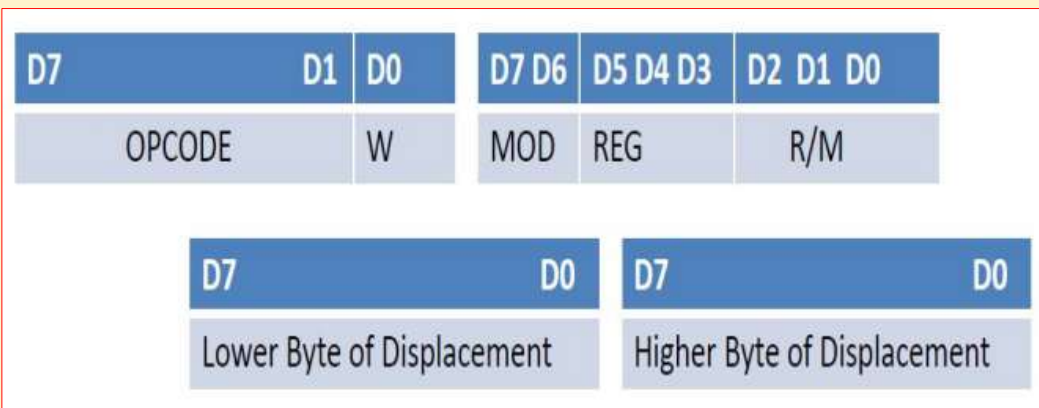 D7 D1 D0 D7 D6 D5 D4 D3 D2 D1 D0
OPCODE W MOD REG R/M
D7 D0 D7 D0
Lower Byte of Displacement Higher Byte of Displacement